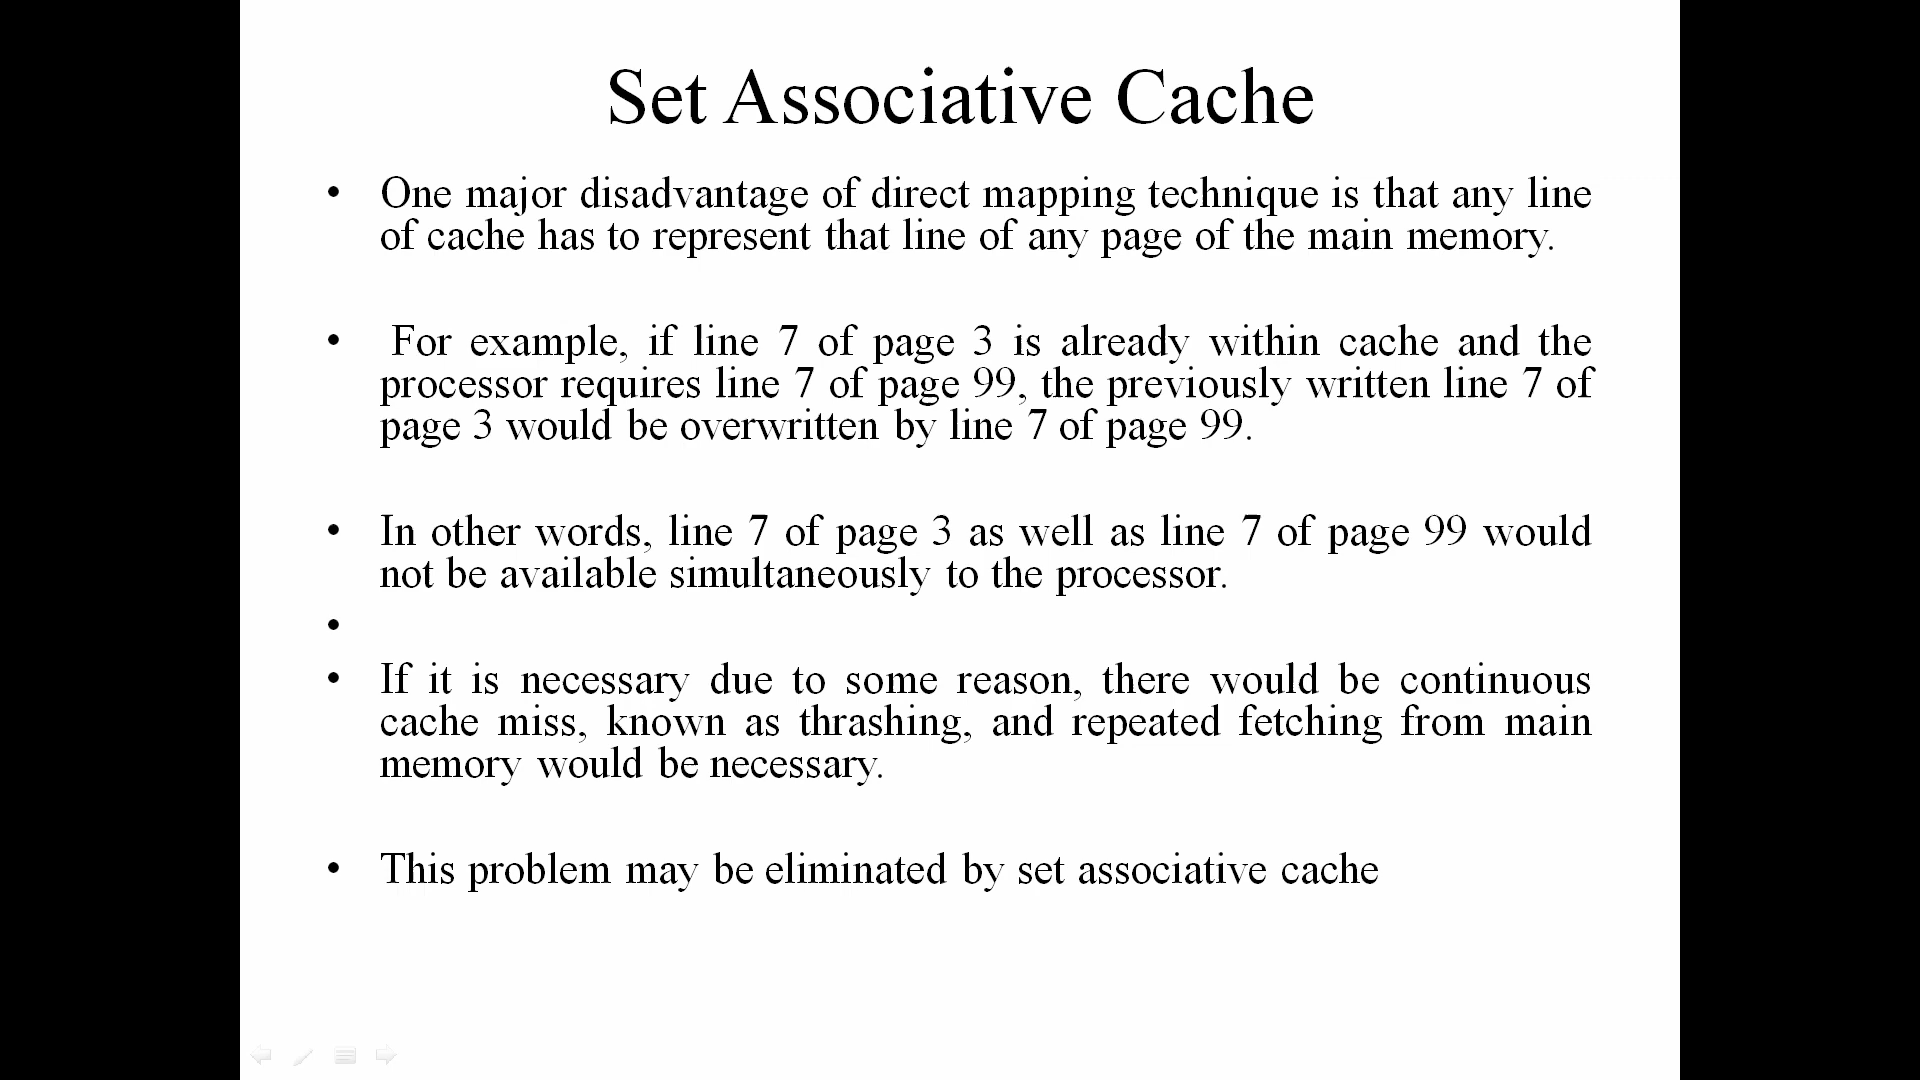 Set Associative Cache
• One major disadvantage of direct mapping technique is that any line
of cache has to represent that line of any page of the main memory.
• For example, if line 7 of page 3 is already within cache and the
processor requires line 7 of page 99, the previously written line 7 of
page 3 would be overwritten by line 7 of page 99.
• In other words, line 7 of page 3 as well as line 7 of page 99 would
not be available simultaneously to the processor.
•
• If it is necessary due to some reason, there would be continuous
cache miss, known as thrashing, and repeated fetching from main
memory would be necessary.
• This problem may be eliminated by set associative cache